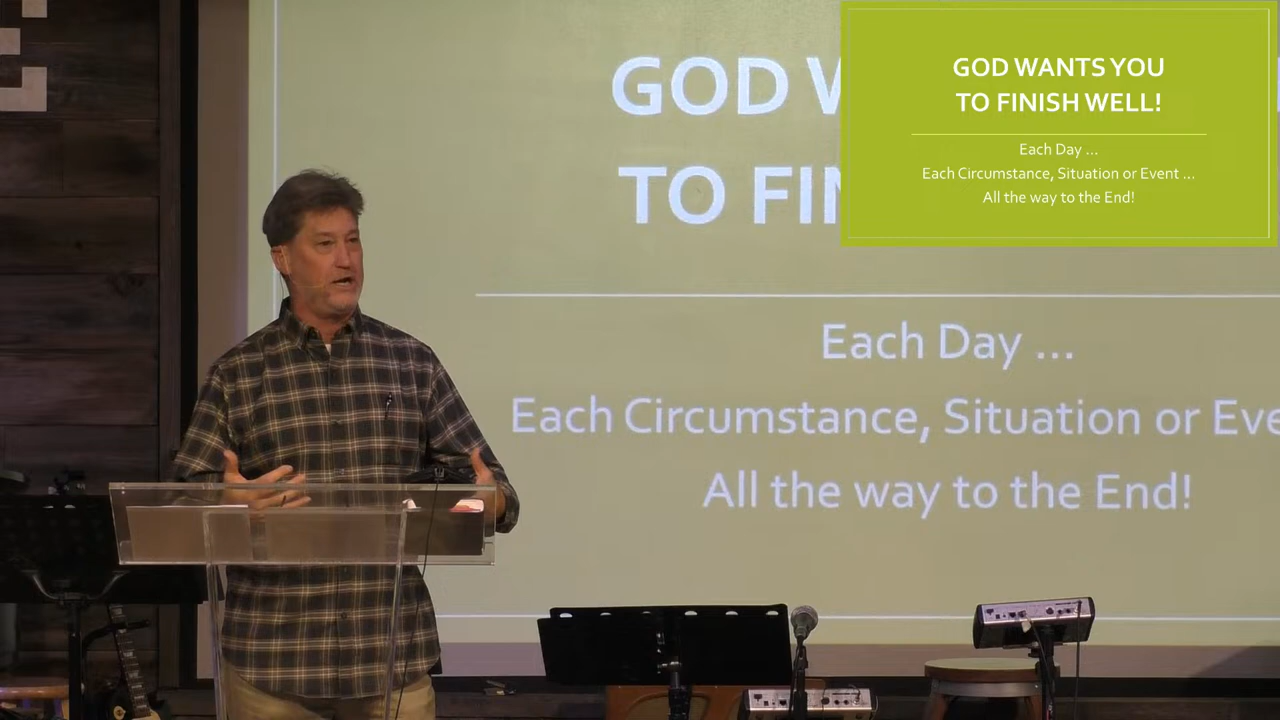 GOD W
TO FIN
Each Day ...
Each Circumstance, Situation or Eve
All the way to the End!
GOD WANTS YOU
TO FINISH WELL!
Each Day ...
Each Circumstance, Situation or Event ...
All the way to the End!